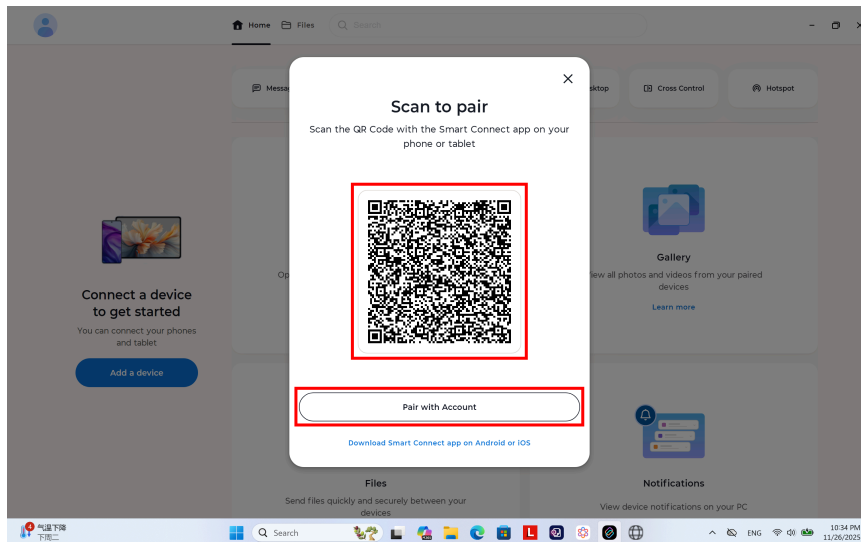 Home
Files
Search
Messa
sktop
Cross Control
Hotspot
Scan to pair
Scan the QR Code with the Smart Connect app on your
phone or tablet
Connect a device
to get started
You can connect your phones
and tablet
Add a device
Op
Gallery
iew all photos and videos from your paired
devices
Learn more
Pair with Account
Download Smart Connect app on Android or iOS
Files
Send files quickly and securely between your
devices
Notifications
View device notifications on your PC
4
气温下降
下周二
Search
L
ENG
10:34 PM
11/26/2025